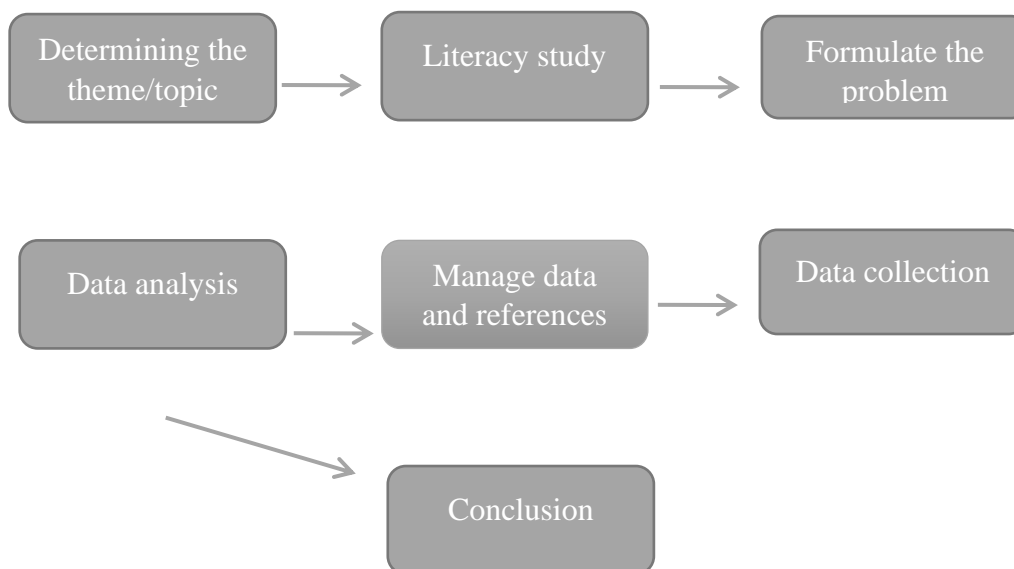 Determining the
theme/topic
Literacy study
Formulate the
problem
Data analysis
Manage data
and references
Data collection
Conclusion